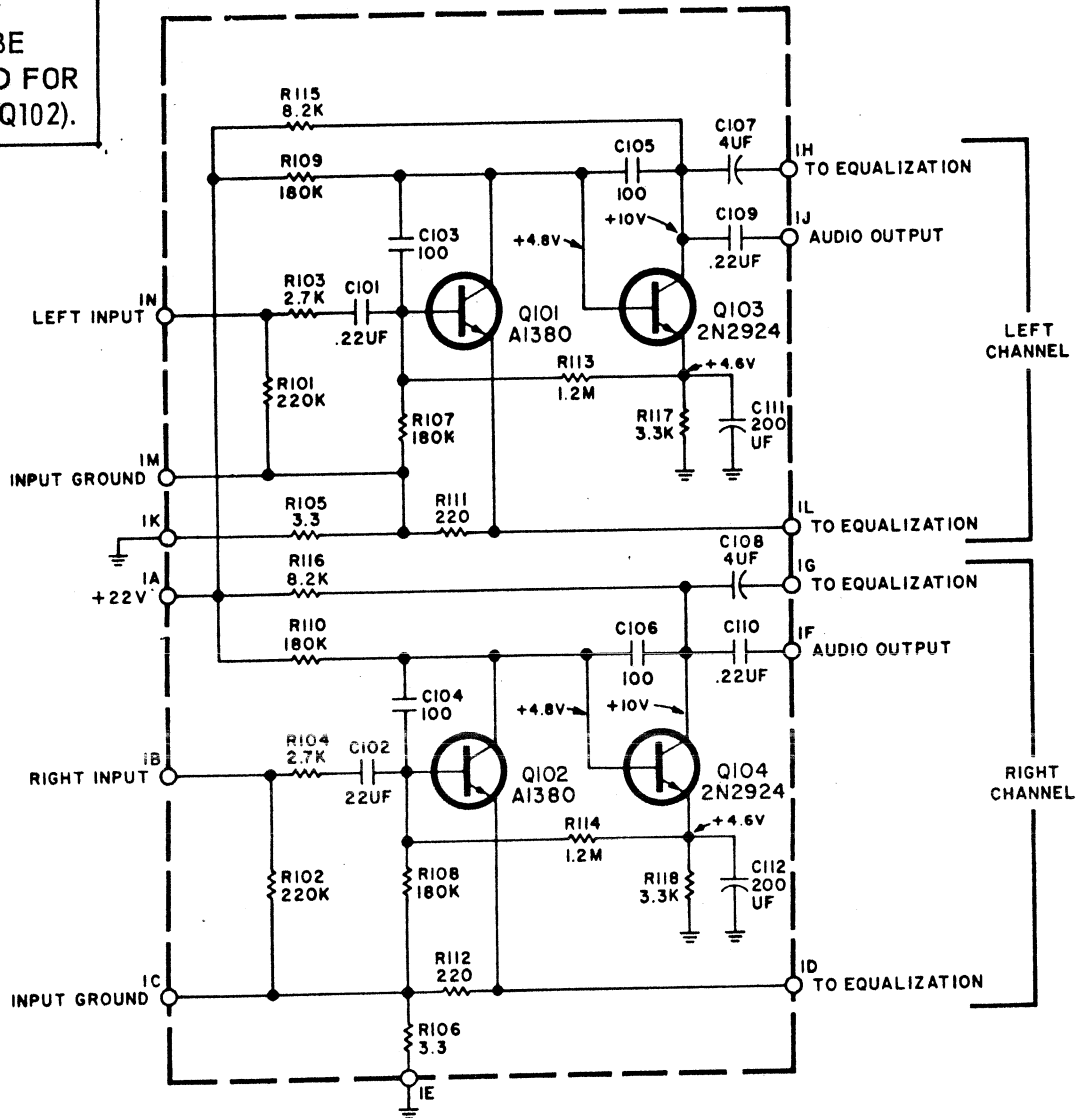 BE
D FOR
Q102).
R115
8.2K
C107
4UF
1H
TO EQUALIZATION
R109
180K
C105
100
+10V
C109
.22UF
1J
AUDIO OUTPUT
+4.8V
C103
100
1N
LEFT INPUT
R103
2.7K
C101
.22UF
Q101
A1380
Q103
2N2924
LEFT
CHANNEL
R113
1.2M
+4.6V
R101
220K
R107
180K
R117
3.3K
C111
200
UF
1M
INPUT GROUND
1K
R105
3.3
R111
220
1L
TO EQUALIZATION
1A
+22V
R116
8.2K
C108
4UF
1G
TO EQUALIZATION
R110
180K
C106
100
C110
.22UF
1F
AUDIO OUTPUT
C104
100
+4.8V
+10V
1B
RIGHT INPUT
R104
2.7K
C102
22UF
Q102
A1380
Q104
2N2924
RIGHT
CHANNEL
R114
1.2M
+4.6V
R102
220K
R108
180K
R118
3.3K
C112
200
UF
1C
INPUT GROUND
R112
220
1D
TO EQUALIZATION
R106
3.3
1E